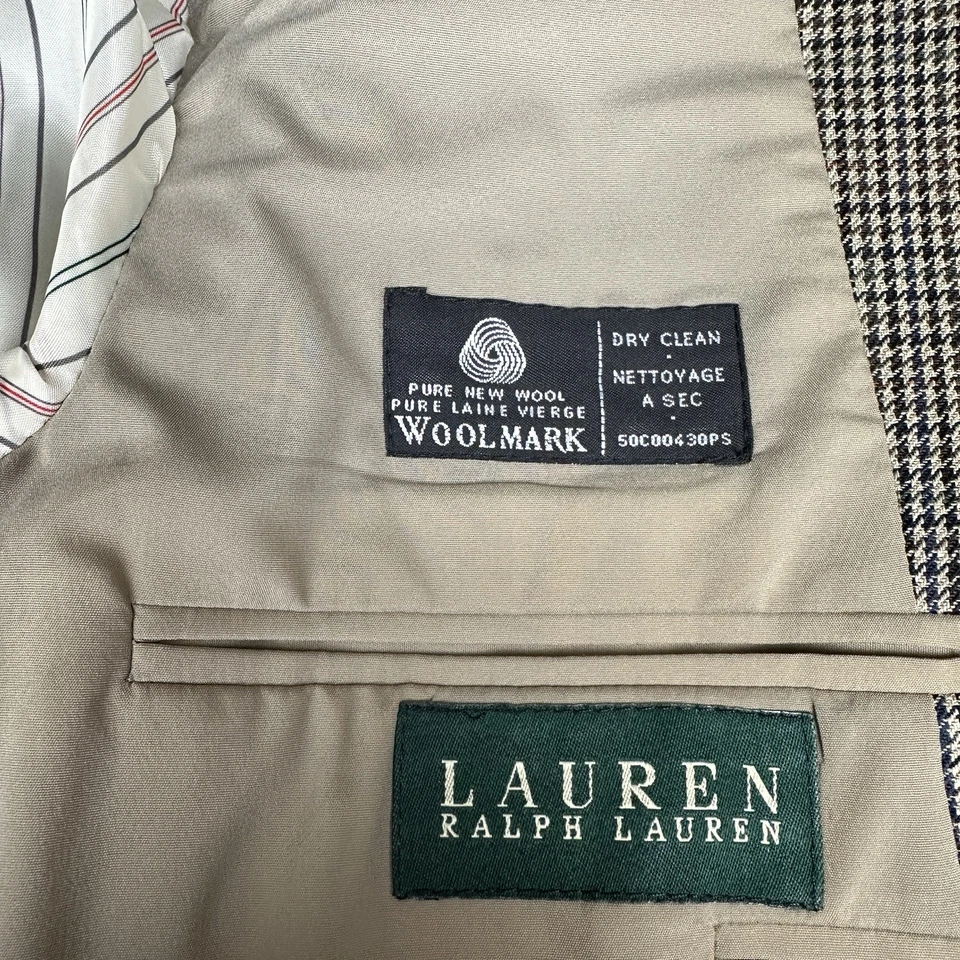 PURE NEW WOOL
PURE LAINE VIERGE
WOOLMARK
DRY CLEAN
·
NETTOYAGE
A SEC
·
50C00430PS
LAUREN
RALPH LAUREN